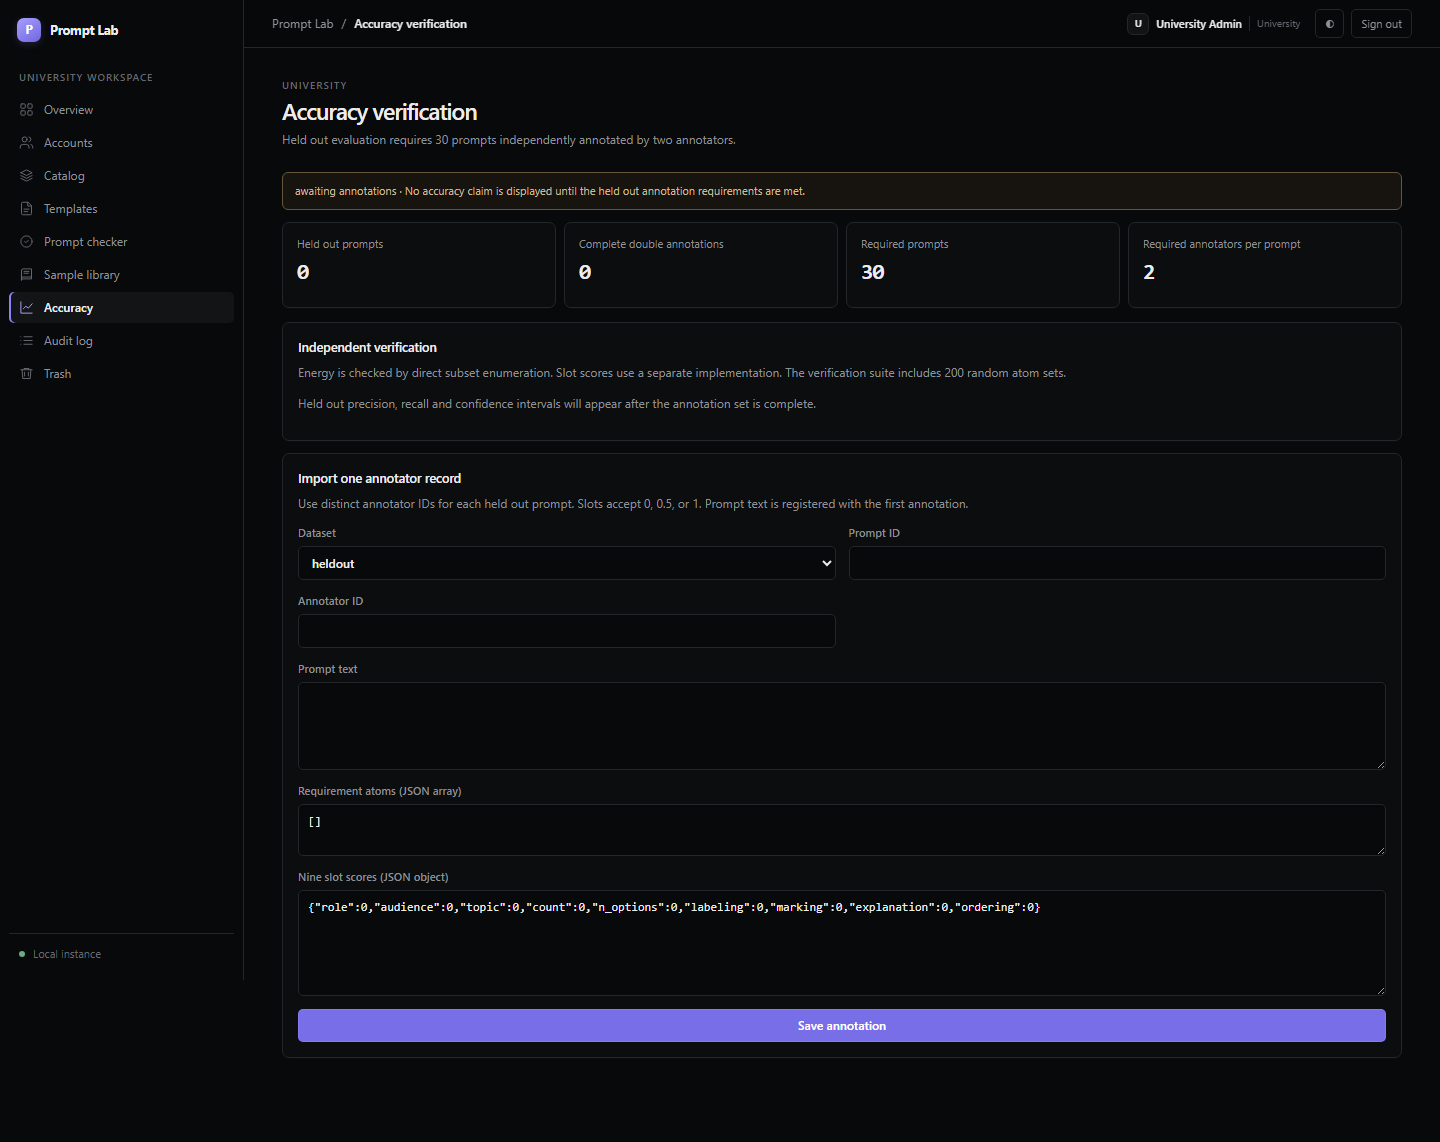 P Prompt Lab
Prompt Lab / Accuracy verification
U University Admin University Sign out
UNIVERSITY WORKSPACE
Overview
Accounts
Catalog
Templates
Prompt checker
Sample library
Accuracy
Audit log
Trash
Local instance
UNIVERSITY
Accuracy verification
Held out evaluation requires 30 prompts independently annotated by two annotators.
awaiting annotations · No accuracy claim is displayed until the held out annotation requirements are met.
Held out prompts
0
Complete double annotations
0
Required prompts
30
Required annotators per prompt
2
Independent verification
Energy is checked by direct subset enumeration. Slot scores use a separate implementation. The verification suite includes 200 random atom sets.
Held out precision, recall and confidence intervals will appear after the annotation set is complete.
Import one annotator record
Use distinct annotator IDs for each held out prompt. Slots accept 0, 0.5, or 1. Prompt text is registered with the first annotation.
Dataset
heldout
Prompt ID
Annotator ID
Prompt text
Requirement atoms (JSON array)
[]
Nine slot scores (JSON object)
{"role":0,"audience":0,"topic":0,"count":0,"n_options":0,"labeling":0,"marking":0,"explanation":0,"ordering":0}
Save annotation